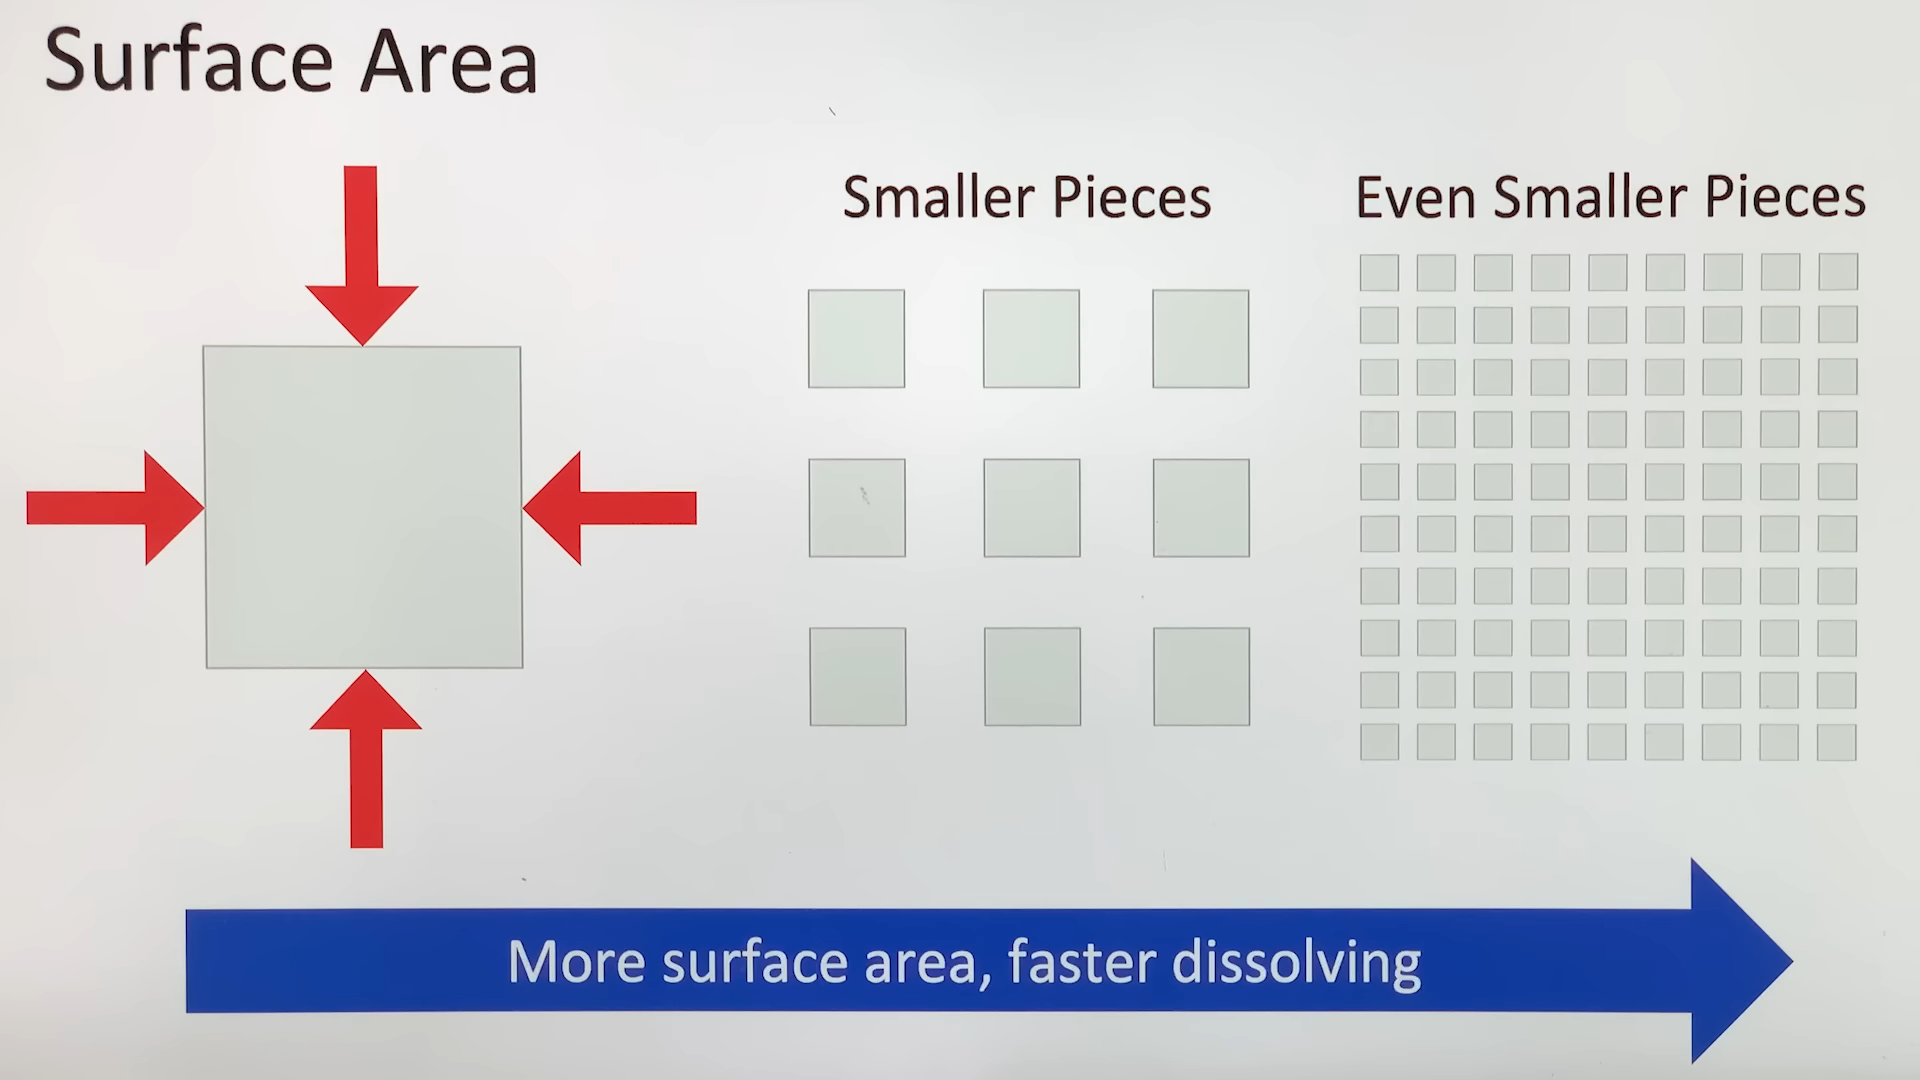 Surface Area
Smaller Pieces
Even Smaller Pieces
More surface area, faster dissolving